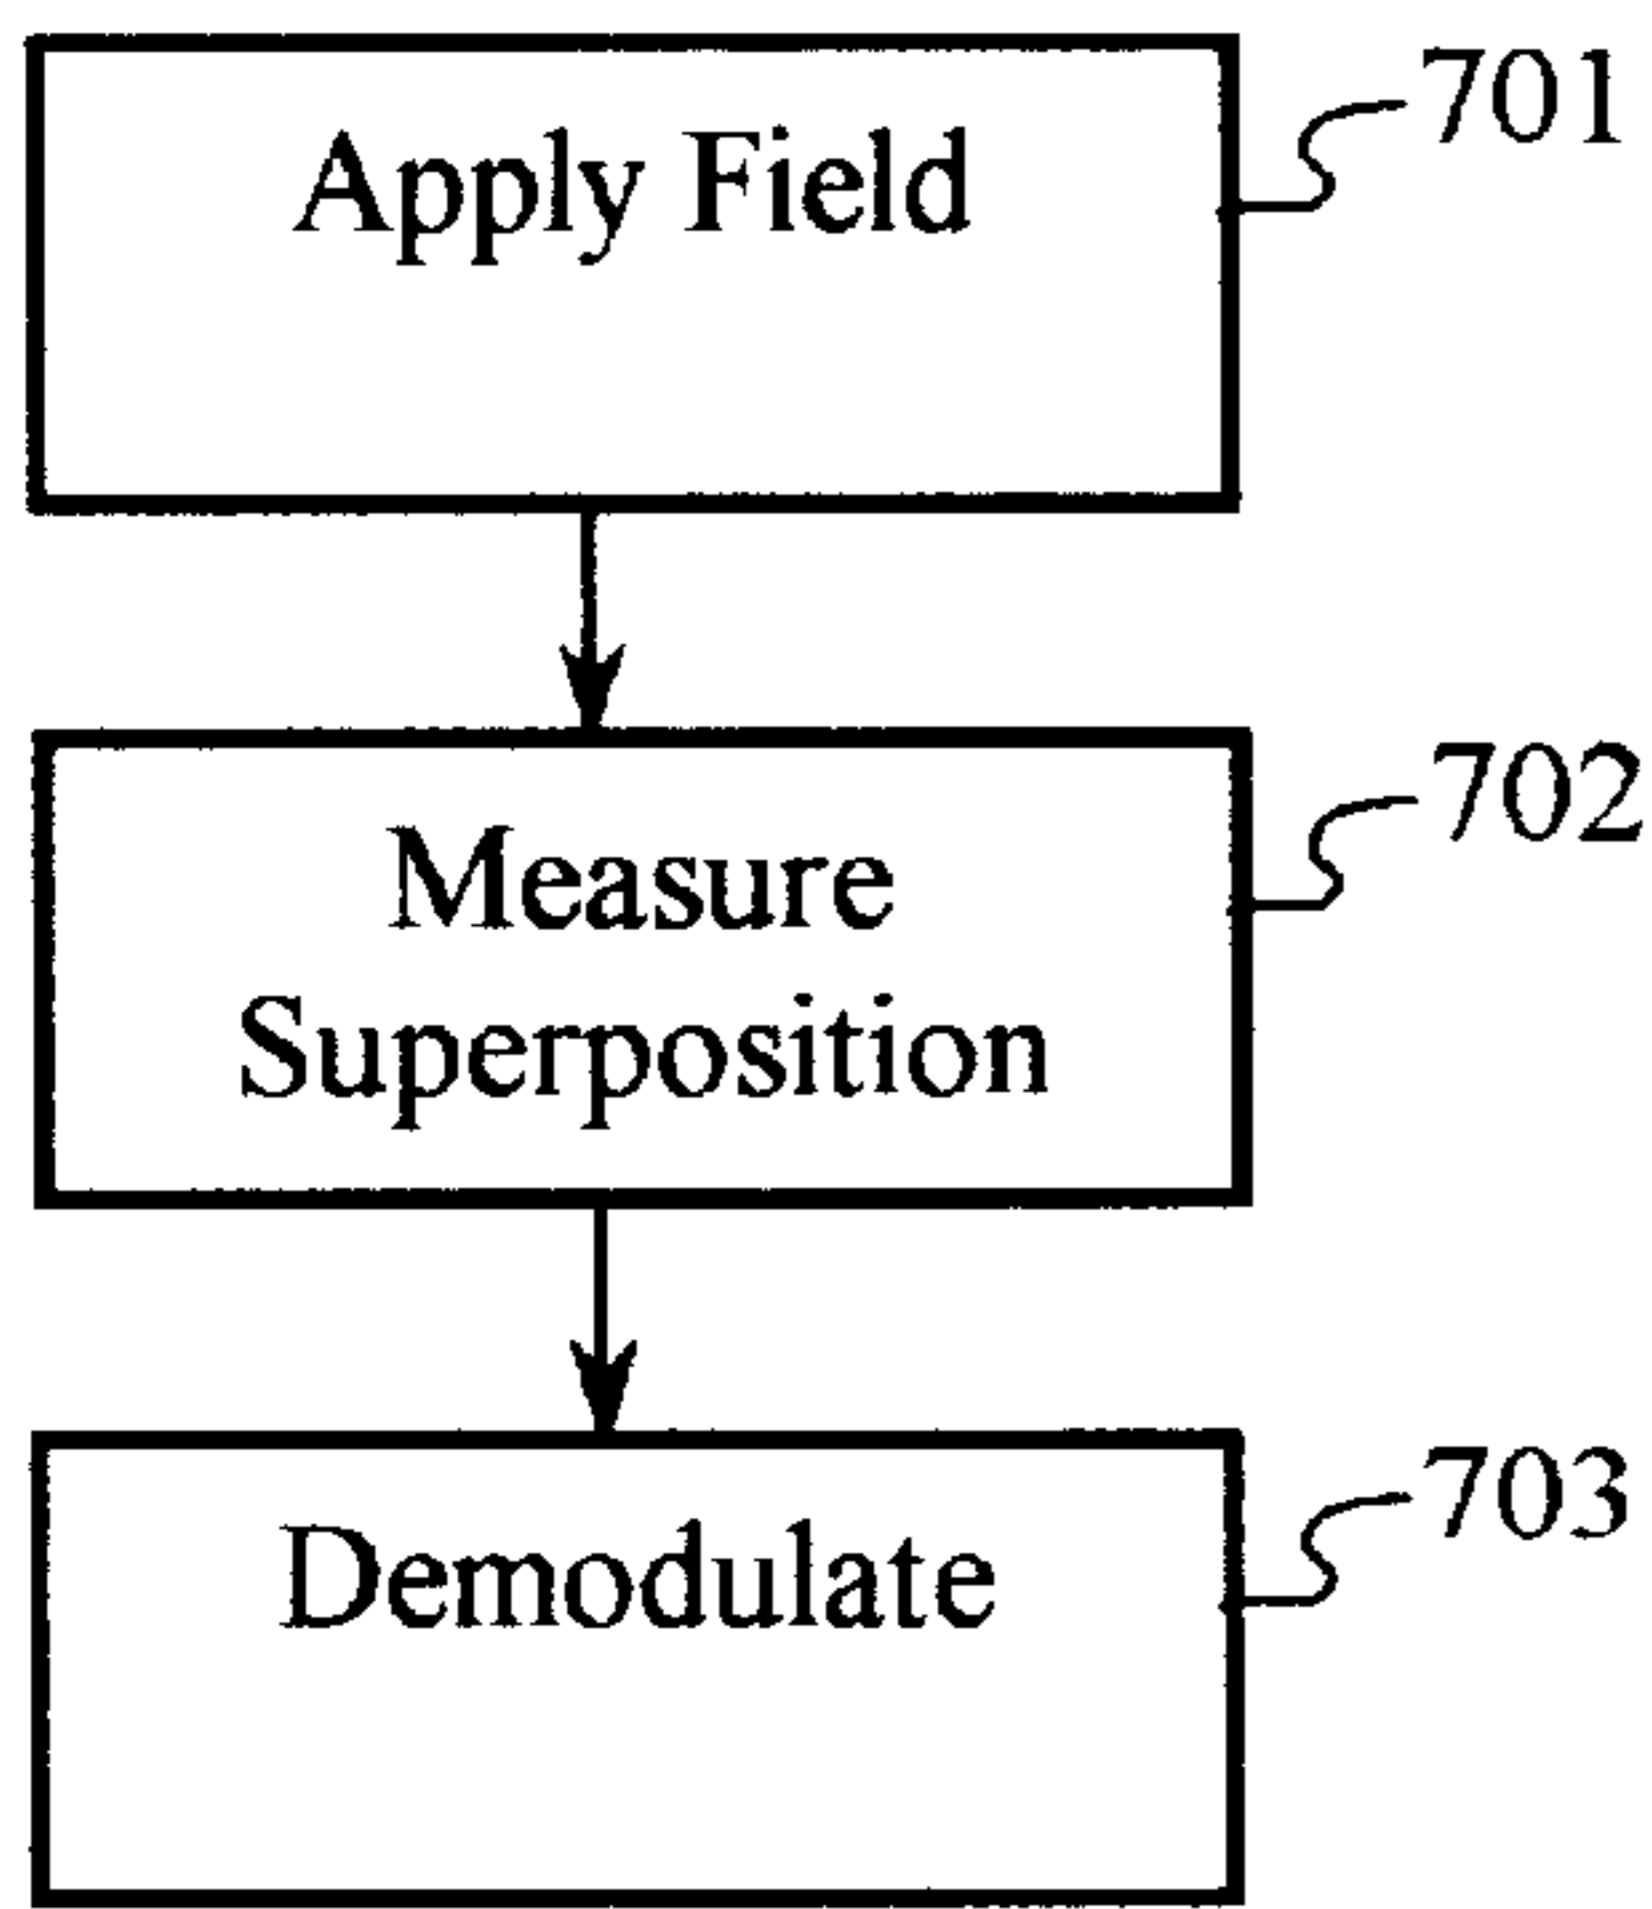 Apply Field
701
Measure
Superposition
702
Demodulate
703